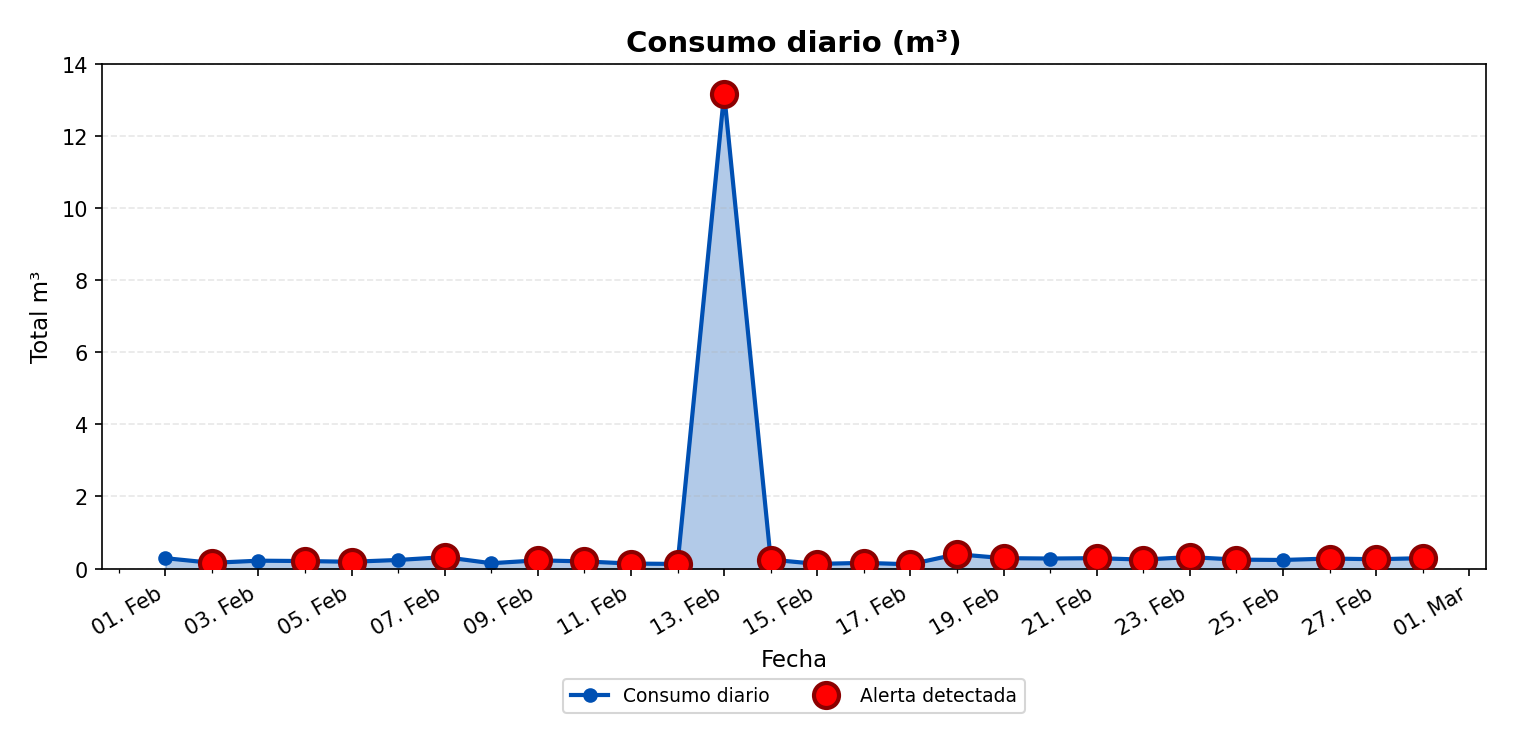 Consumo diario (m³)
14
12
10
8
6
4
2
0
Total m³
01. Feb
03. Feb
05. Feb
07. Feb
09. Feb
11. Feb
13. Feb
15. Feb
17. Feb
19. Feb
21. Feb
23. Feb
25. Feb
27. Feb
01. Mar
Fecha
Consumo diario
Alerta detectada